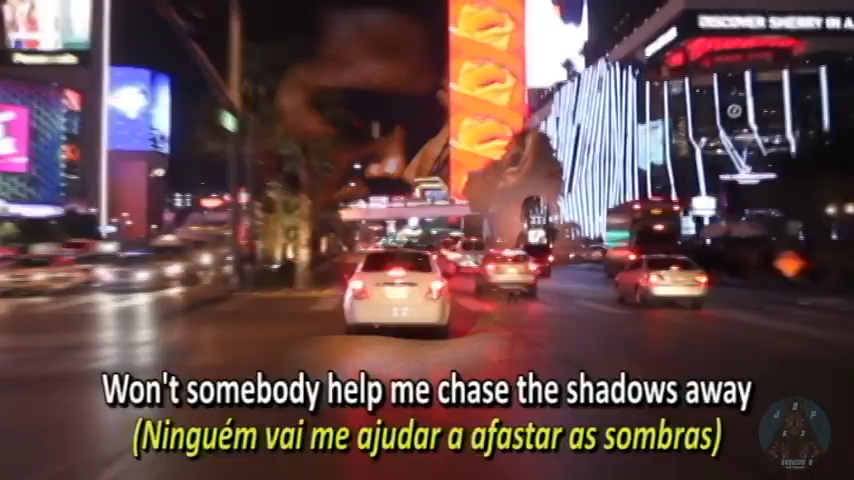 DISCOVER SHERRY IN A
Won't somebody help me chase the shadows away
(Ninguém vai me ajudar a afastar as sombras)
J B F